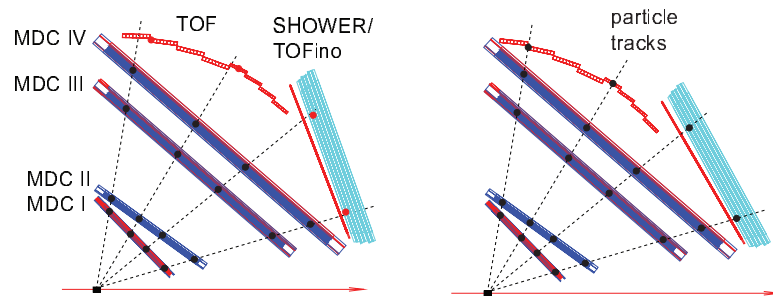 TOF
SHOWER/
TOFino
MDC IV
MDC III
MDC II
MDC I
particle
tracks